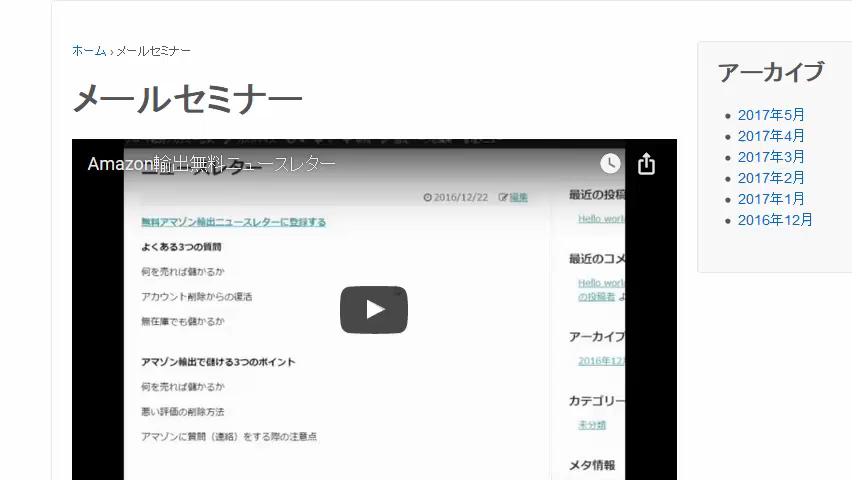 ホーム › メールセミナー
メールセミナー
Amazon輸出無料ニュースレター
ニュースレター
2016/12/22 編集
無料アマゾン輸出ニュースレターに登録する
よくある3つの質問
何を売れば儲かるか
アカウント削除からの復活
無在庫でも儲かるか
アマゾン輸出で儲ける3つのポイント
何を売れば儲かるか
悪い評価の削除方法
アマゾンに質問（連絡）をする際の注意点
最近の投稿
Hello worl
最近のコメ
Hello worl
の投稿者 よ
アーカイブ
2016年12月
カテゴリー
未分類
メタ情報
アーカイブ
2017年5月
2017年4月
2017年3月
2017年2月
2017年1月
2016年12月